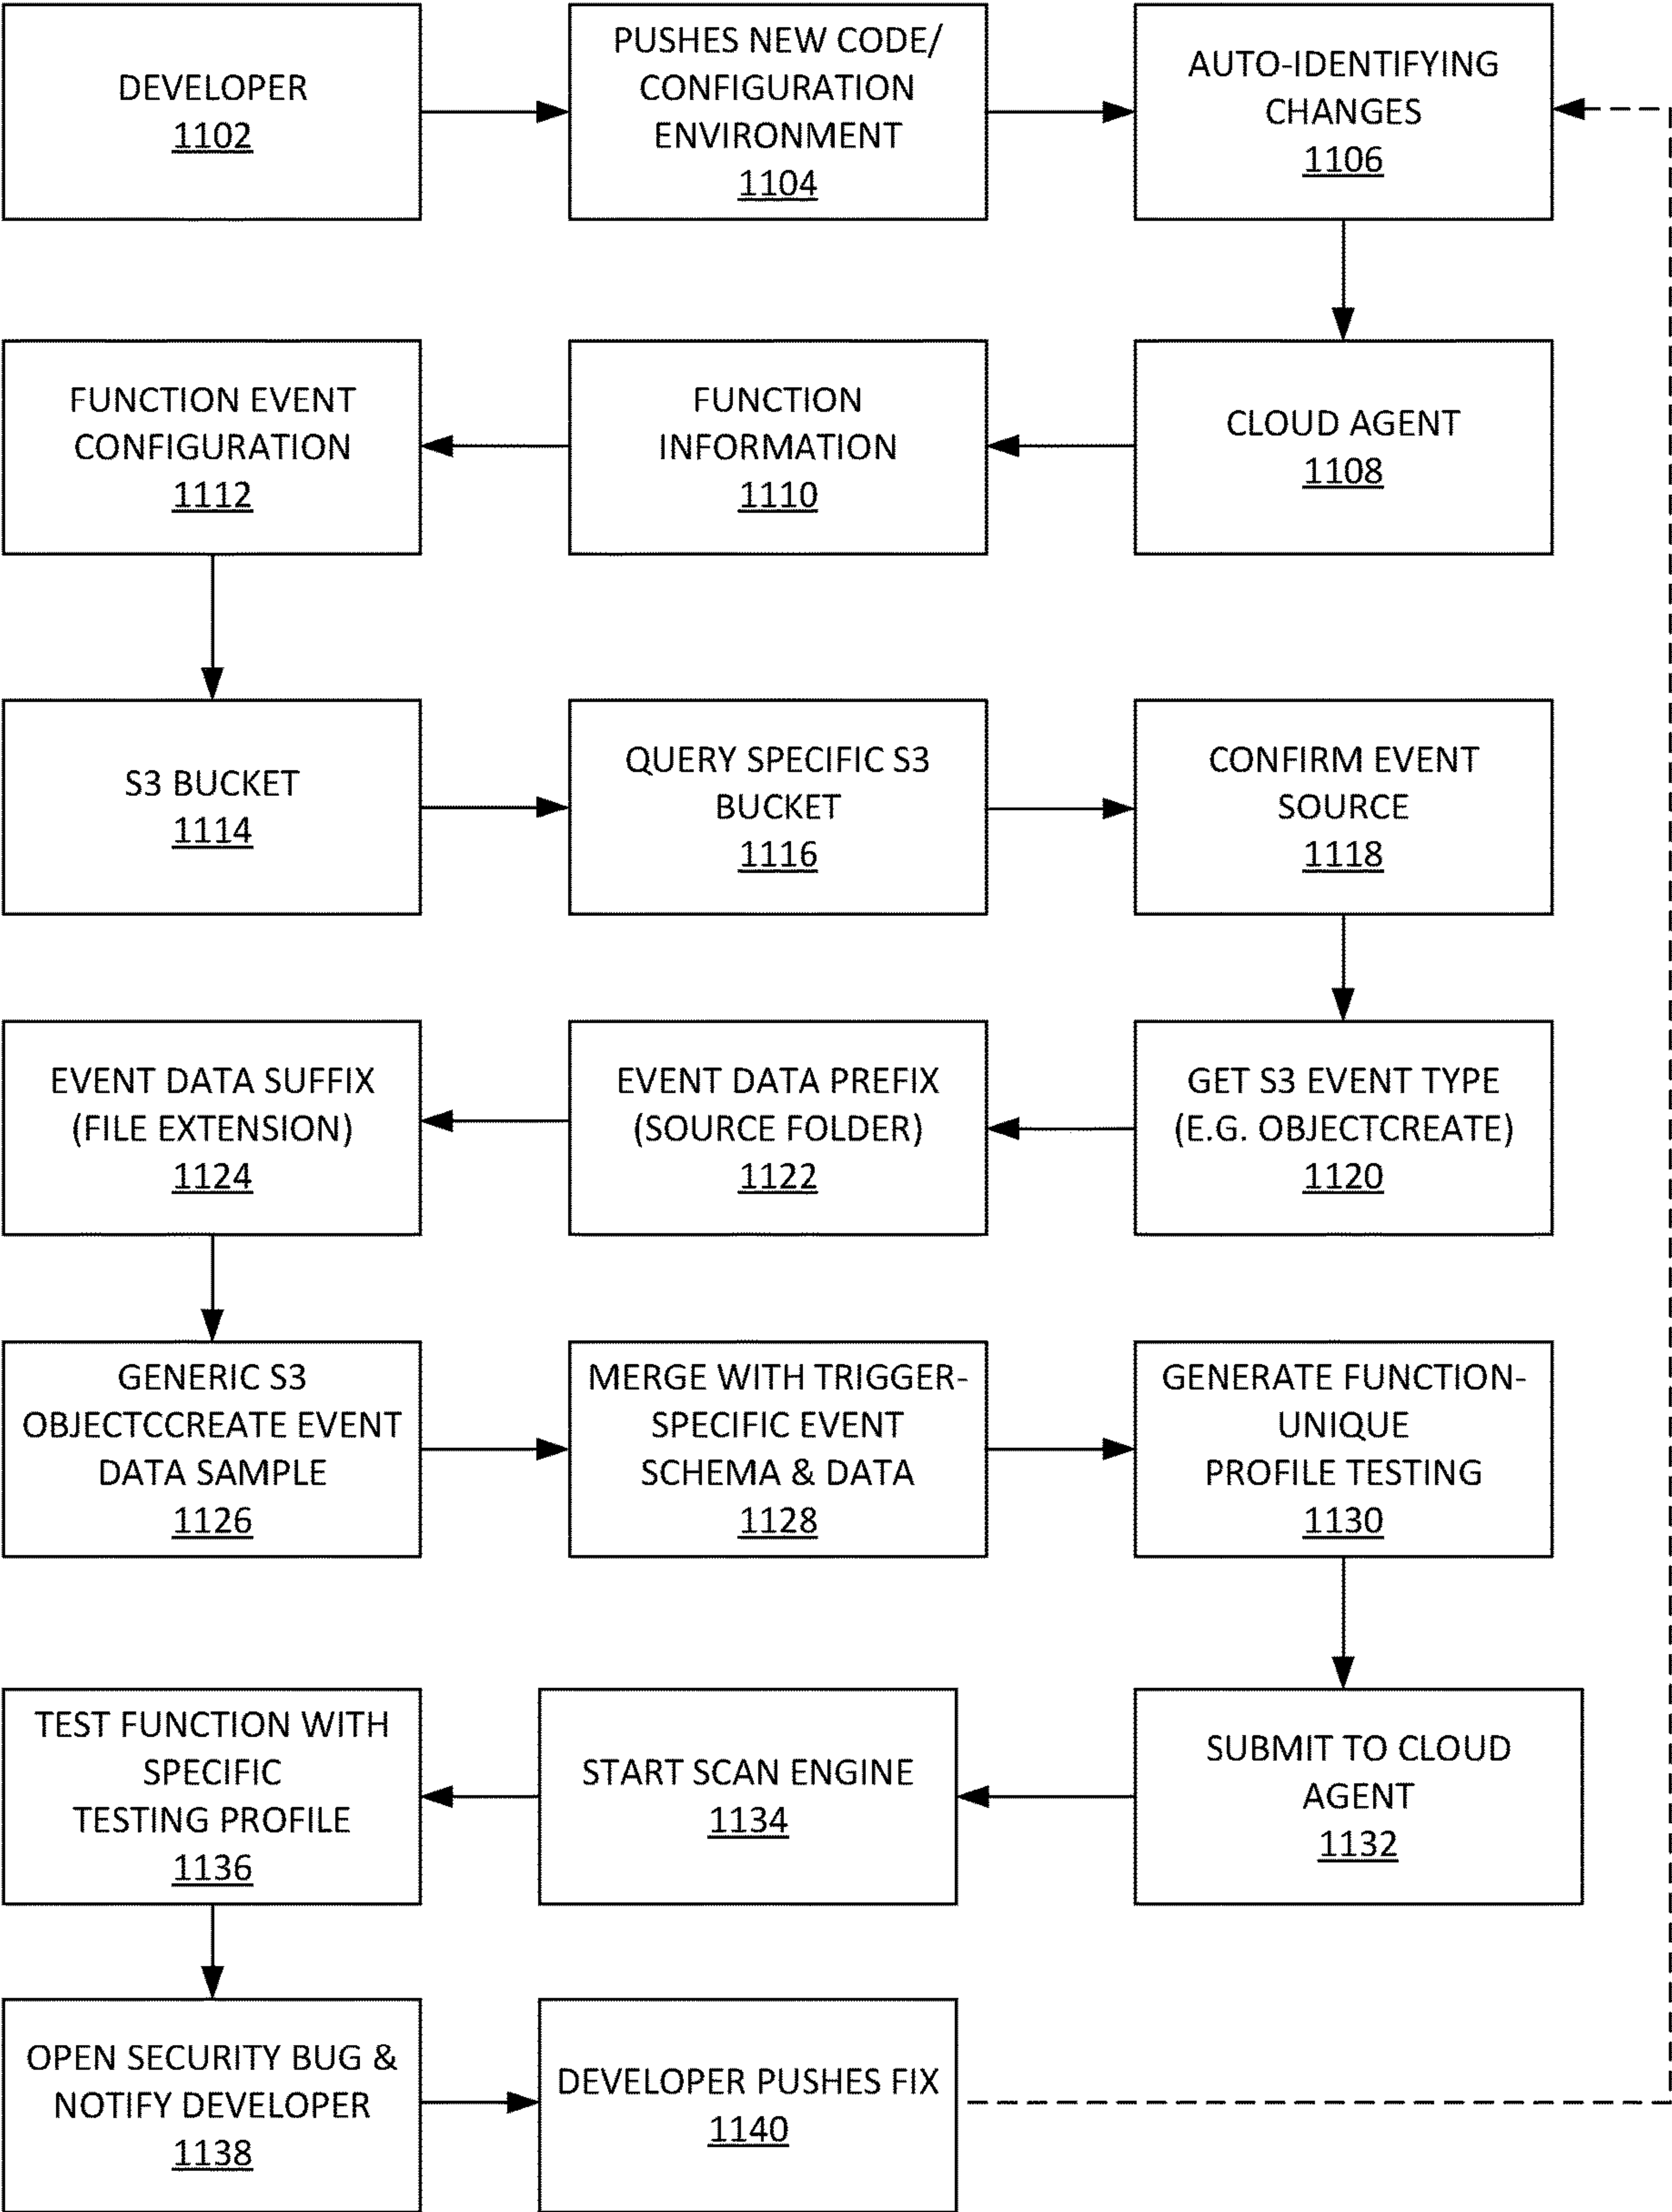 DEVELOPER
1102
PUSHES NEW CODE/
CONFIGURATION
ENVIRONMENT
1104
AUTO-IDENTIFYING
CHANGES
1106
FUNCTION EVENT
CONFIGURATION
1112
FUNCTION
INFORMATION
1110
CLOUD AGENT
1108
S3 BUCKET
1114
QUERY SPECIFIC S3
BUCKET
1116
CONFIRM EVENT
SOURCE
1118
EVENT DATA SUFFIX
(FILE EXTENSION)
1124
EVENT DATA PREFIX
(SOURCE FOLDER)
1122
GET S3 EVENT TYPE
(E.G. OBJECTCREATE)
1120
GENERIC S3
OBJECTCCREATE EVENT
DATA SAMPLE
1126
MERGE WITH TRIGGER-
SPECIFIC EVENT
SCHEMA & DATA
1128
GENERATE FUNCTION-
UNIQUE
PROFILE TESTING
1130
TEST FUNCTION WITH
SPECIFIC
TESTING PROFILE
1136
START SCAN ENGINE
1134
SUBMIT TO CLOUD
AGENT
1132
OPEN SECURITY BUG &
NOTIFY DEVELOPER
1138
DEVELOPER PUSHES FIX
1140